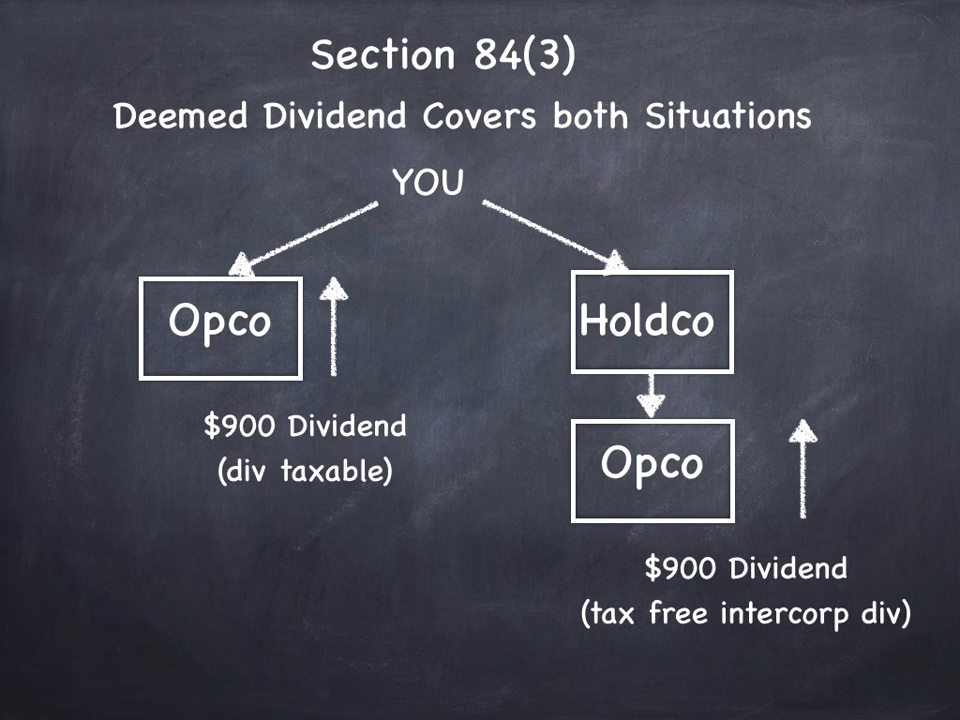 Section 84(3)
Deemed Dividend Covers both Situations
YOU
Opco
$900 Dividend
(div taxable)
Holdco
Opco
$900 Dividend
(tax free intercorp div)